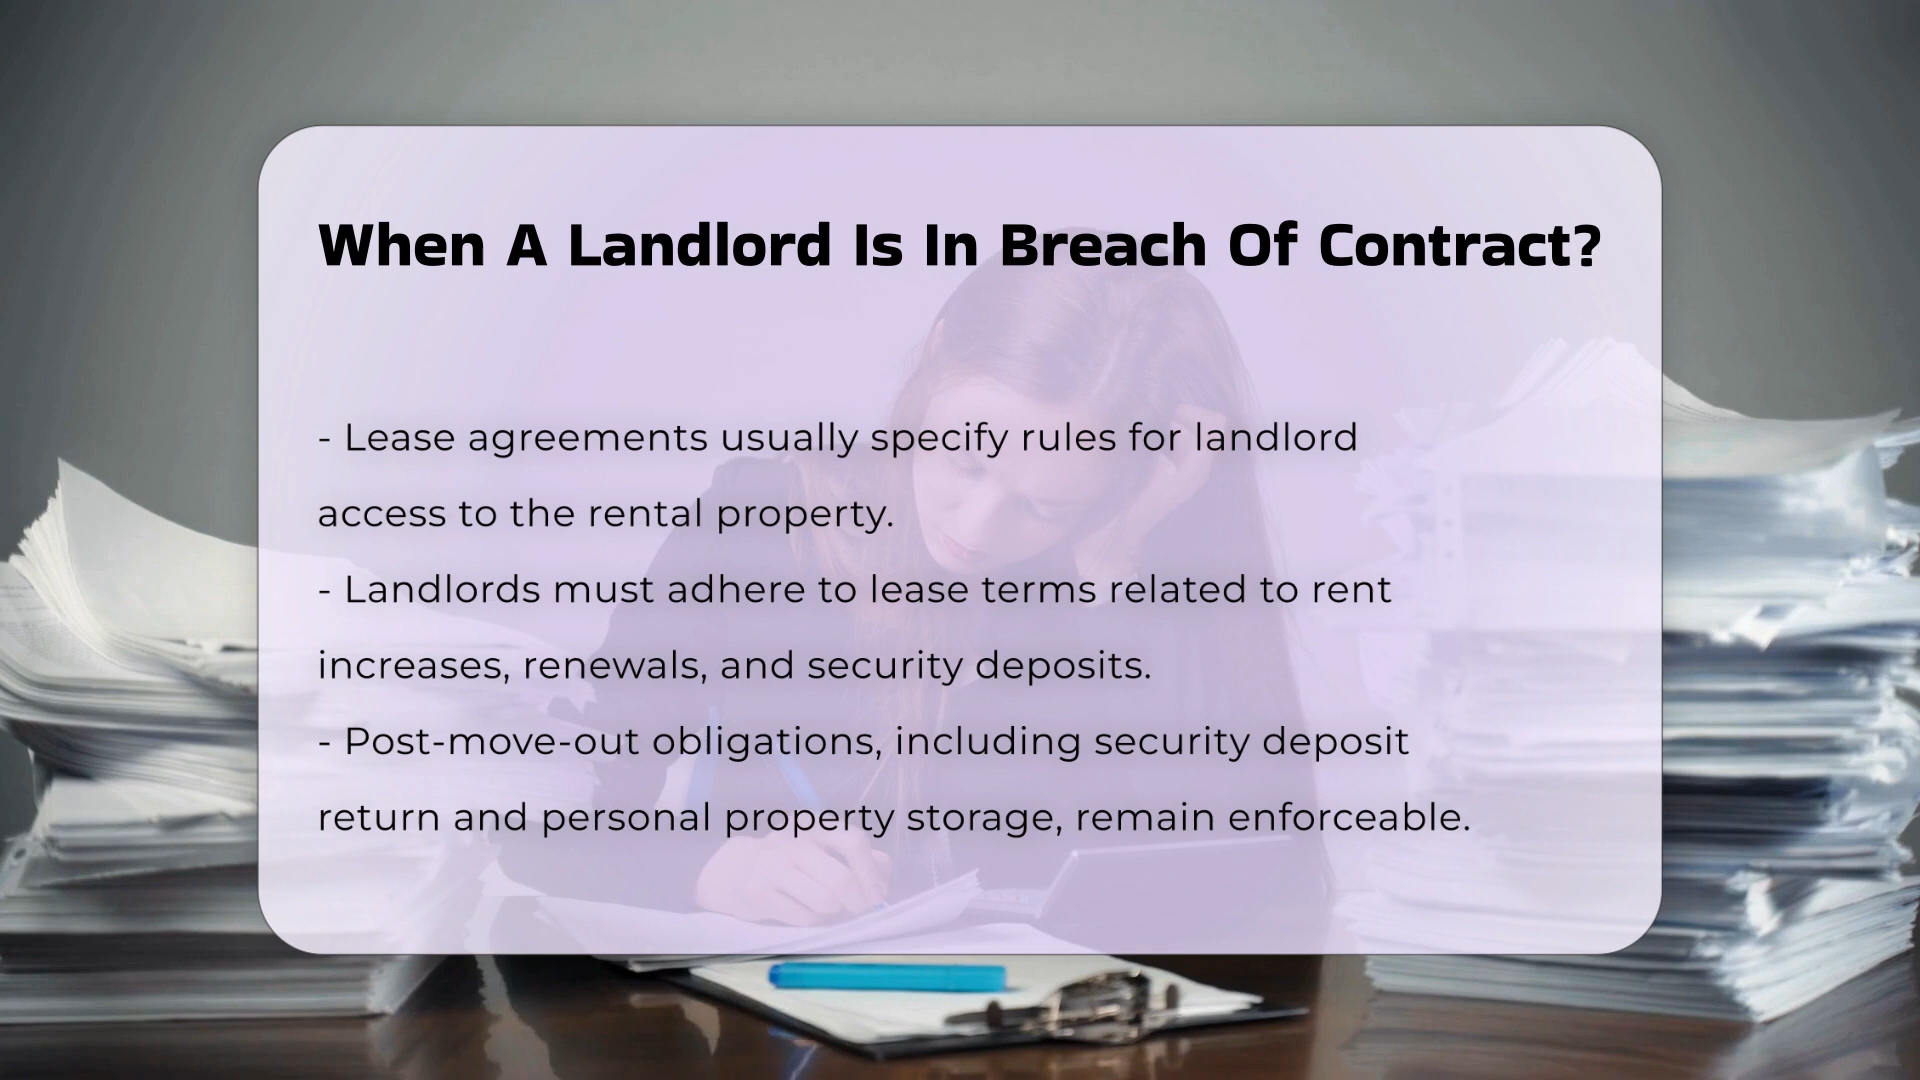 When A Landlord Is In Breach Of Contract?
- Lease agreements usually specify rules for landlord
access to the rental property.
- Landlords must adhere to lease terms related to rent
increases, renewals, and security deposits.
- Post-move-out obligations, including security deposit
return and personal property storage, remain enforceable.